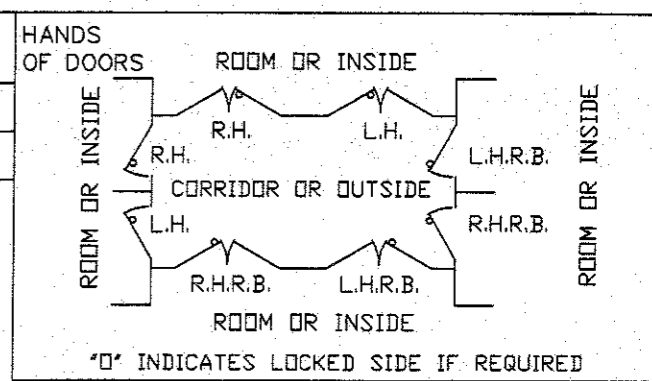 HANDS
OF DOORS
ROOM OR INSIDE
R.H.
L.H.
ROOM OR INSIDE
R.H.
L.H.R.B.
ROOM OR INSIDE
CORRIDOR OR OUTSIDE
L.H.
R.H.R.B.
R.H.R.B.
L.H.R.B.
ROOM OR INSIDE
"O" INDICATES LOCKED SIDE IF REQUIRED